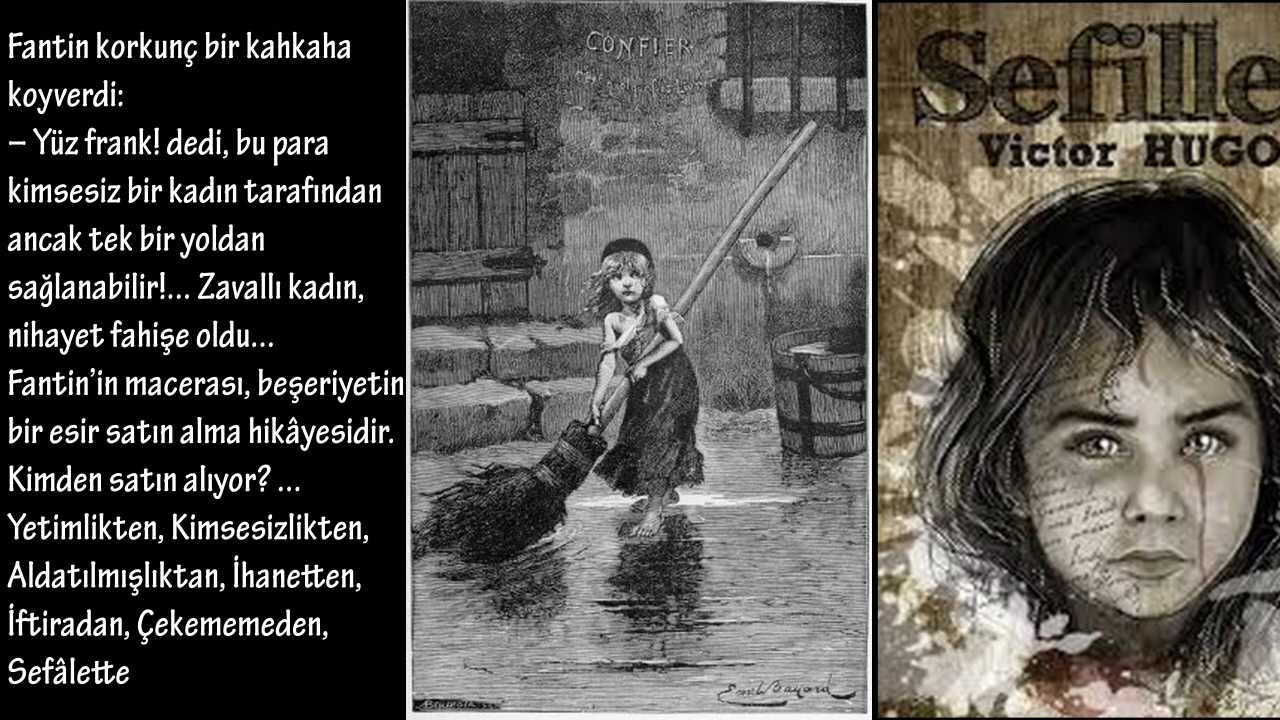 Fantin korkunç bir kahkaha
koyverdi:
– Yüz frank! dedi, bu para
kimsesiz bir kadın tarafından
ancak tek bir yoldan
sağlanabilir!... Zavallı kadın,
nihayet fahişe oldu...
Fantin'in macerası, beşeriyetin
bir esir satın alma hikâyesidir.
Kimden satın alıyor? ...
Yetimlikten, Kimsesizlikten,
Aldatılmışlıktan, İhanetten,
İftiradan, Çekememeden,
Sefâlette
CONFIER
Emile Bayard
Sefille
Victor HUGO